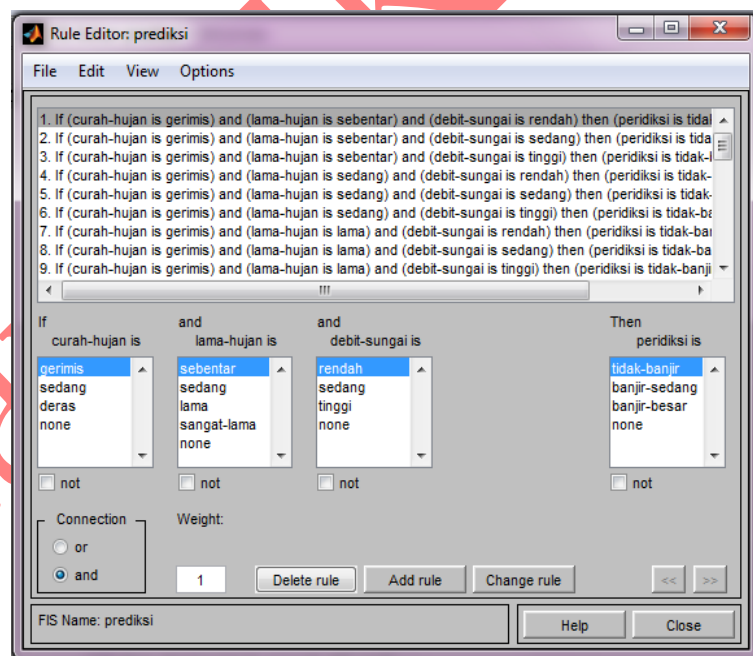 Rule Editor: prediksi
File Edit View Options
1. If (curah-hujan is gerimis) and (lama-hujan is sebentar) and (debit-sungai is rendah) then (peridiksi is tidal
2. If (curah-hujan is gerimis) and (lama-hujan is sebentar) and (debit-sungai is sedang) then (peridiksi is tida
3. If (curah-hujan is gerimis) and (lama-hujan is sebentar) and (debit-sungai is tinggi) then (peridiksi is tidak-l
4. If (curah-hujan is gerimis) and (lama-hujan is sedang) and (debit-sungai is rendah) then (peridiksi is tidak-
5. If (curah-hujan is gerimis) and (lama-hujan is sedang) and (debit-sungai is sedang) then (peridiksi is tidak-
6. If (curah-hujan is gerimis) and (lama-hujan is sedang) and (debit-sungai is tinggi) then (peridiksi is tidak-ba
7. If (curah-hujan is gerimis) and (lama-hujan is lama) and (debit-sungai is rendah) then (peridiksi is tidak-bai
8. If (curah-hujan is gerimis) and (lama-hujan is lama) and (debit-sungai is sedang) then (peridiksi is tidak-ba
9. If (curah-hujan is gerimis) and (lama-hujan is lama) and (debit-sungai is tinggi) then (peridiksi is tidak-banji
If and and Then
curah-hujan is lama-hujan is debit-sungai is peridiksi is
gerimis sebentar rendah tidak-banjir
sedang sedang sedang banjir-sedang
deras lama tinggi banjir-besar
none sangat-lama none none
none
not not not not
Connection Weight:
or
and 1 Delete rule Add rule Change rule << >>
FIS Name: prediksi Help Close